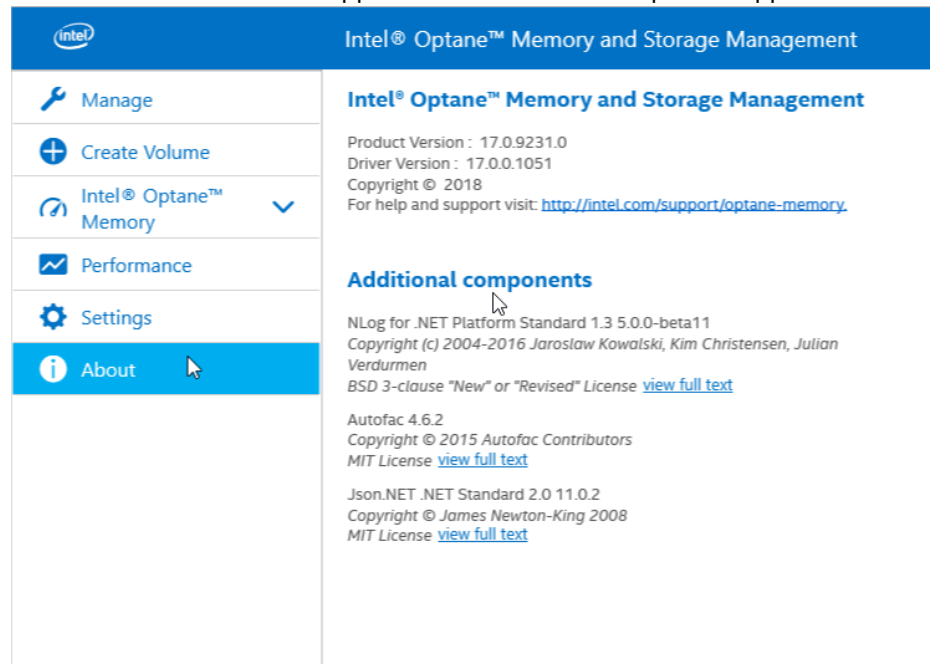 intel
Intel® Optane™ Memory and Storage Management
Manage
Create Volume
Intel® Optane™
Memory
Performance
Settings
About
Intel® Optane™ Memory and Storage Management
Product Version : 17.0.9231.0
Driver Version : 17.0.0.1051
Copyright © 2018
For help and support visit: http://intel.com/support/optane-memory.
Additional components
NLog for .NET Platform Standard 1.3 5.0.0-beta11
Copyright (c) 2004-2016 Jaroslaw Kowalski, Kim Christensen, Julian
Verdurmen
BSD 3-clause "New" or "Revised" License view full text
Autofac 4.6.2
Copyright © 2015 Autofac Contributors
MIT License view full text
Json.NET .NET Standard 2.0 11.0.2
Copyright © James Newton-King 2008
MIT License view full text